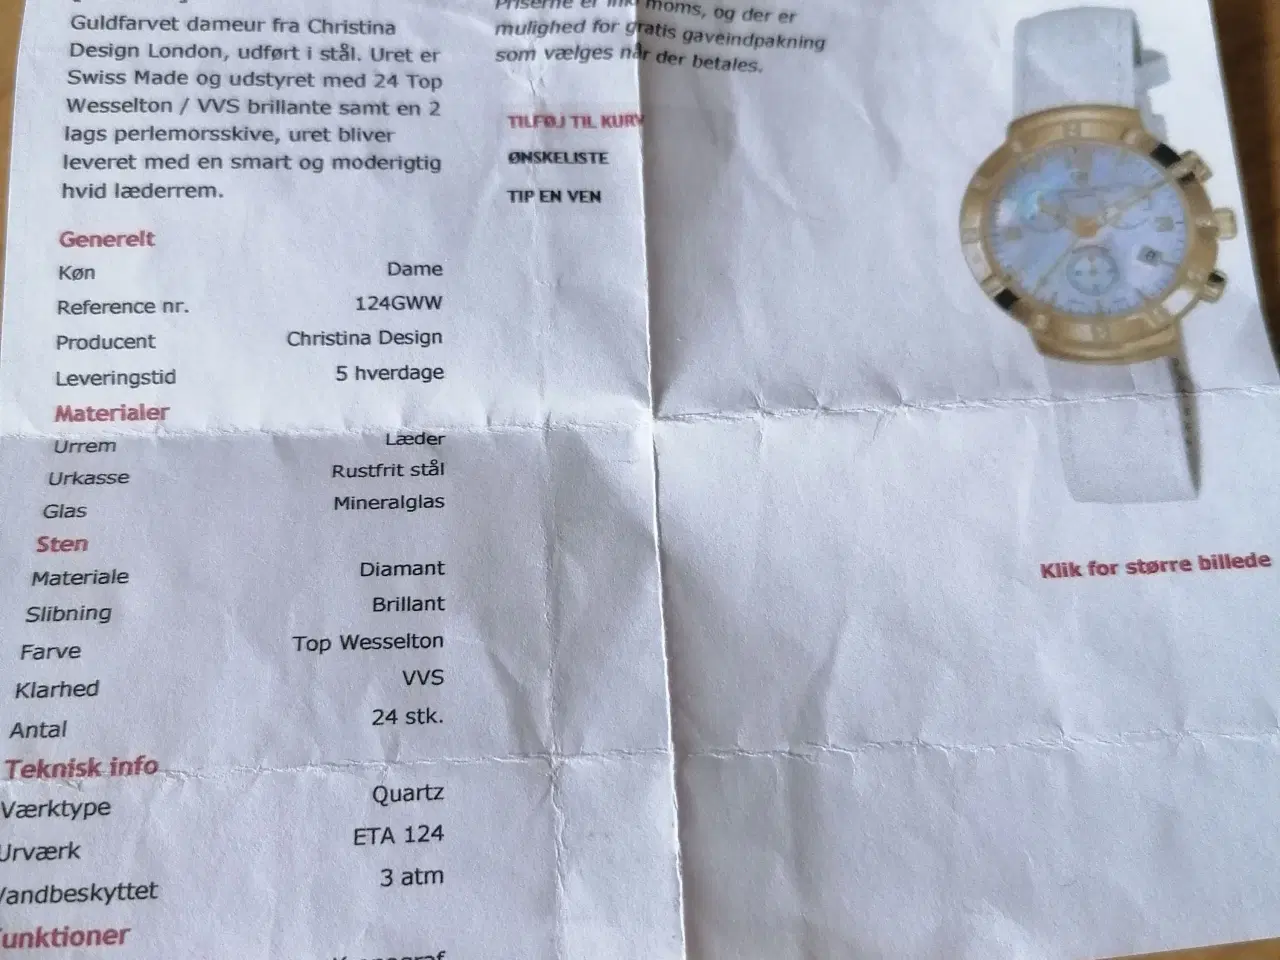 Guldfarvet dameur fra Christina
Design London, udført i stål. Uret er
Swiss Made og udstyret med 24 Top
Wesselton / VVS brillante samt en 2
lags perlemorsskive, uret bliver
leveret med en smart og moderigtig
hvid læderrem.
Generelt
Køn Dame
Reference nr. 124GWW
Producent Christina Design
Leveringstid 5 hverdage
Materialer
Urrem Læder
Urkasse Rustfrit stål
Glas Mineralglas
Sten
Materiale Diamant
Slibning Brillant
Farve Top Wesselton
Klarhed VVS
Antal 24 stk.
Teknisk info
Værktype Quartz
Urværk ETA 124
Vandbeskyttet 3 atm
Funktioner
Priserne er inkl moms, og der er
mulighed for gratis gaveindpakning
som vælges når der betales.
TILFØJ TIL KURV
ØNSKELISTE
TIP EN VEN
Klik for større billede